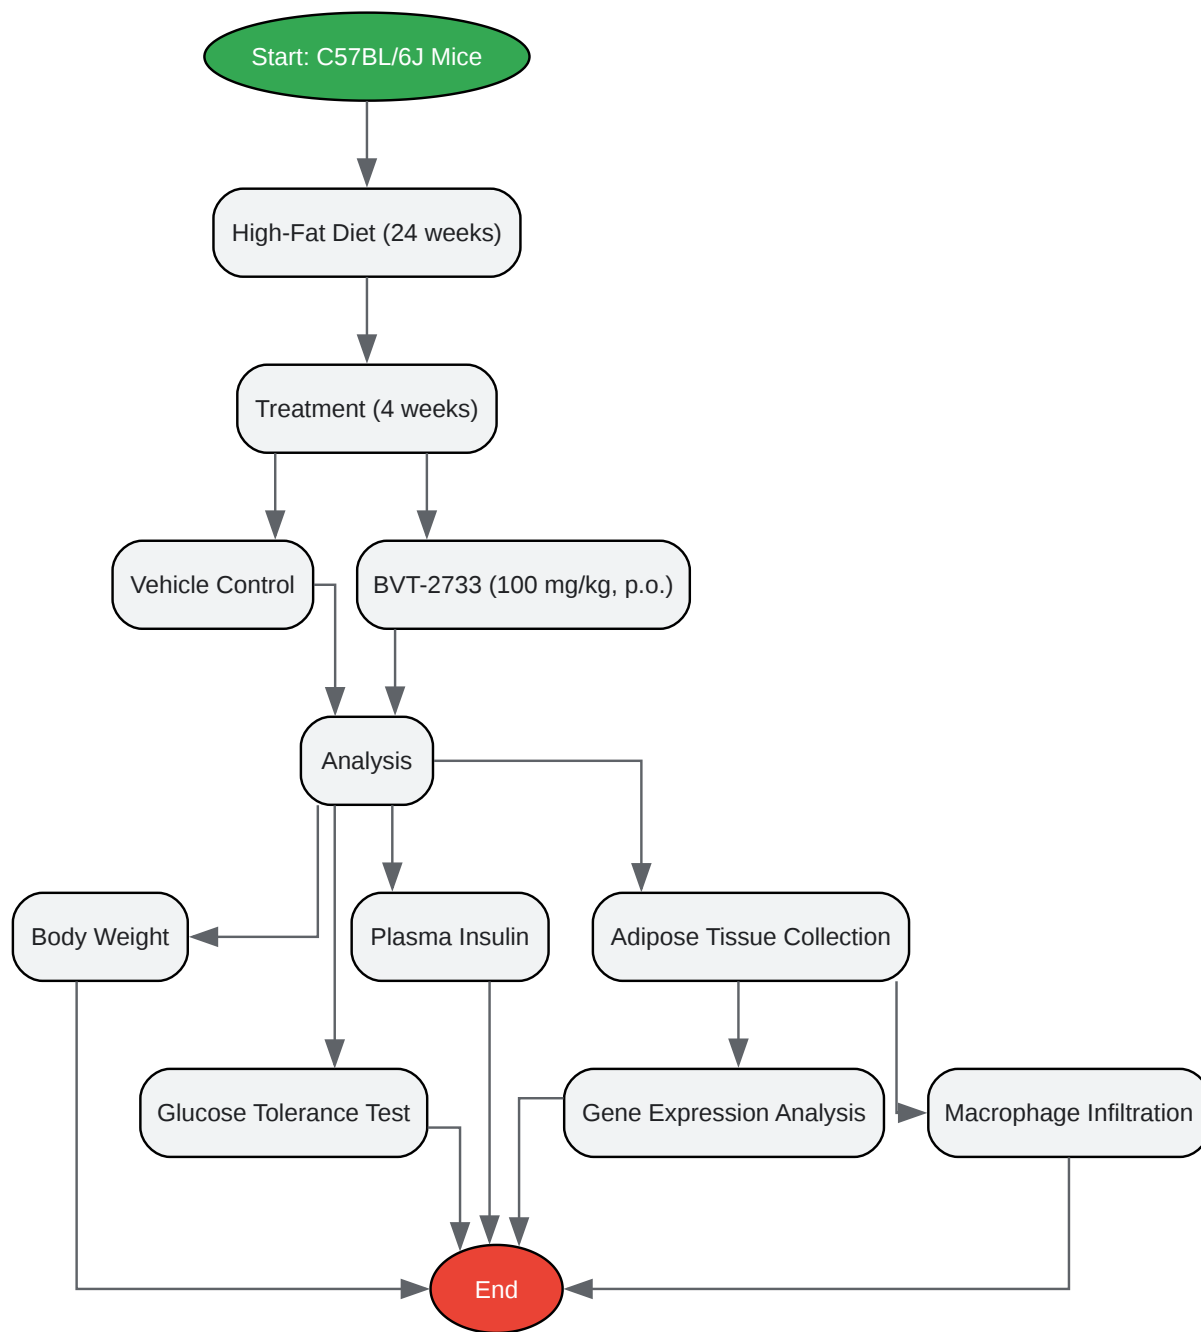 Start: C57BL/6J Mice
High-Fat Diet (24 weeks)
Treatment (4 weeks)
Vehicle Control
BVT-2733 (100 mg/kg, p.o.)
Analysis
Body Weight
Plasma Insulin
Adipose Tissue Collection
Glucose Tolerance Test
Gene Expression Analysis
Macrophage Infiltration
End